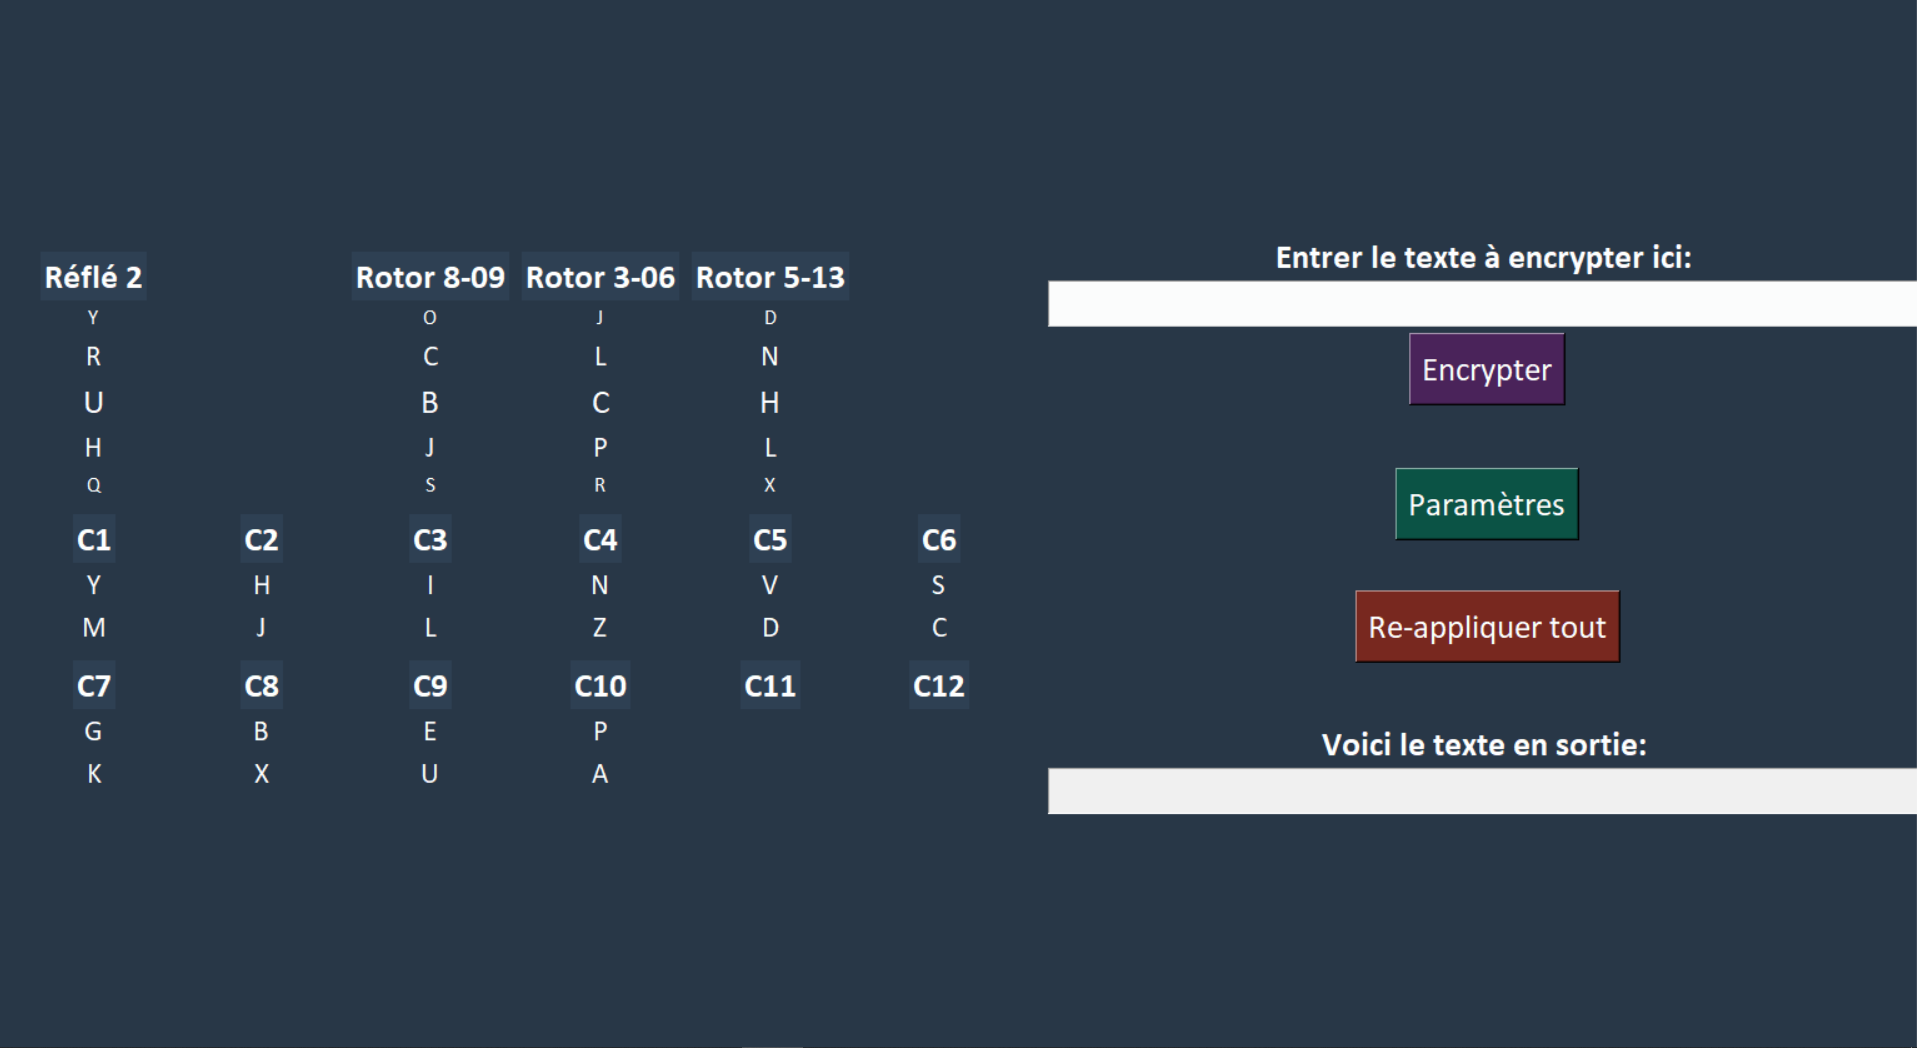 Réflé 2 Rotor 8-09 Rotor 3-06 Rotor 5-13
Y O J D
R C L N
U B C H
H J P L
Q S R X
C1 C2 C3 C4 C5 C6
Y H I N V S
M J L Z D C
C7 C8 C9 C10 C11 C12
G B E P
K X U A
Entrer le texte à encrypter ici:
Encrypter
Paramètres
Re-appliquer tout
Voici le texte en sortie: